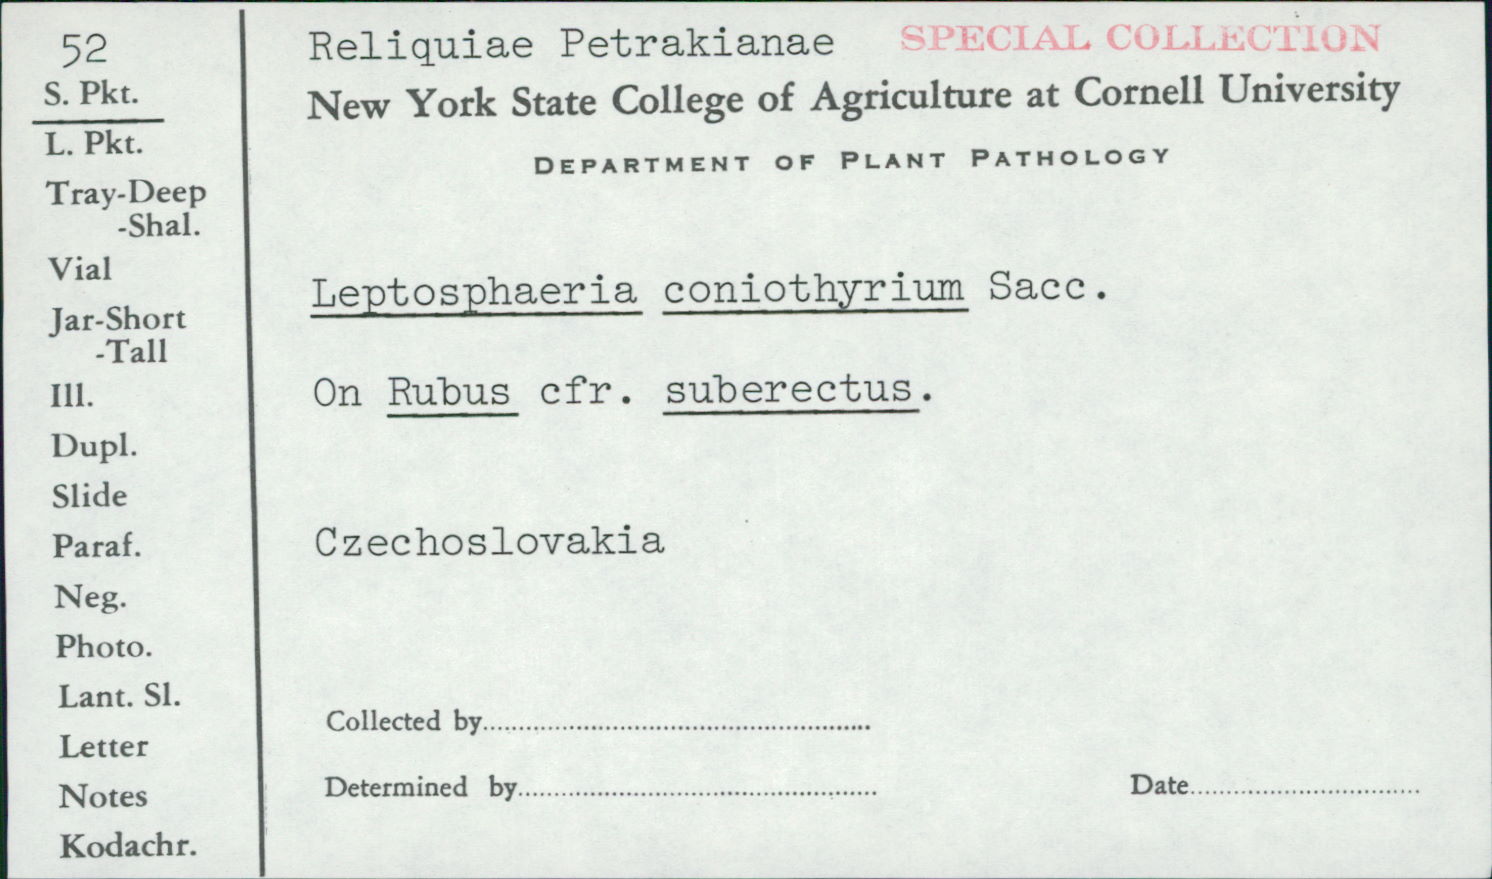 52
S. Pkt.
L. Pkt.
Tray-Deep
-Shal.
Vial
Jar-Short
-Tall
Ill.
Dupl.
Slide
Paraf.
Neg.
Photo.
Lant. Sl.
Letter
Notes
Kodachr.
Reliquiae Petrakianae SPECIAL COLLECTION
New York State College of Agriculture at Cornell University
DEPARTMENT OF PLANT PATHOLOGY
Leptosphaeria coniothyrium Sacc.
On Rubus cfr. suberectus.
Czechoslovakia
Collected by
Determined by Date